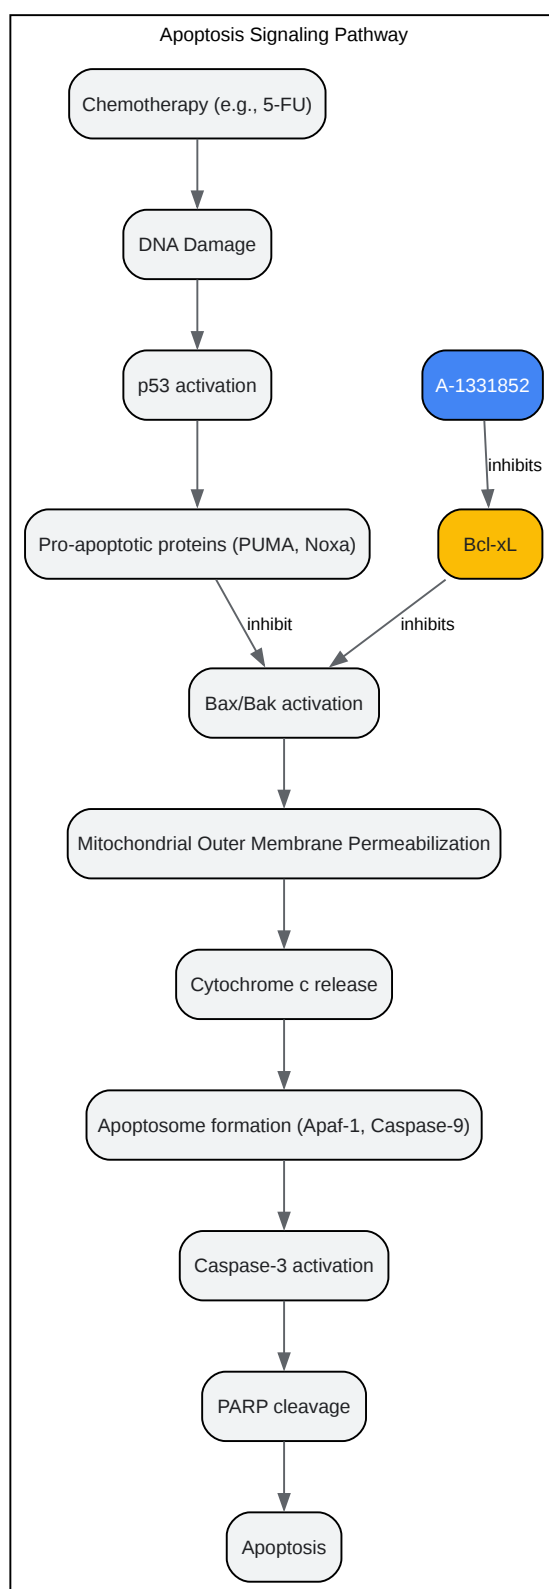 Apoptosis Signaling Pathway
Chemotherapy (e.g., 5-FU)
DNA Damage
p53 activation
A-1331852
inhibits
Pro-apoptotic proteins (PUMA, Noxa)
Bcl-xL
inhibit
inhibits
Bax/Bak activation
Mitochondrial Outer Membrane Permeabilization
Cytochrome c release
Apoptosome formation (Apaf-1, Caspase-9)
Caspase-3 activation
PARP cleavage
Apoptosis